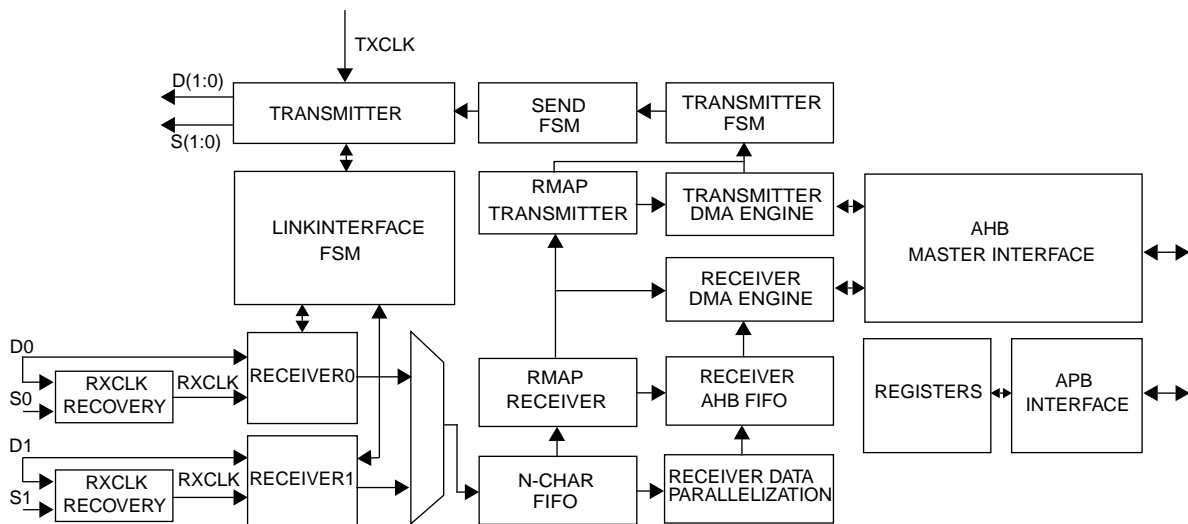 TXCLK
D(1:0)
S(1:0)
TRANSMITTER
SEND
FSM
TRANSMITTER
FSM
LINKINTERFACE
FSM
RMAP
TRANSMITTER
TRANSMITTER
DMA ENGINE
AHB
MASTER INTERFACE
RECEIVER
DMA ENGINE
D0
S0
RXCLK
RECOVERY
RXCLK
RECEIVER0
RMAP
RECEIVER
RECEIVER
AHB FIFO
REGISTERS
APB
INTERFACE
D1
S1
RXCLK
RECOVERY
RXCLK
RECEIVER1
N-CHAR
FIFO
RECEIVER DATA
PARALLELIZATION